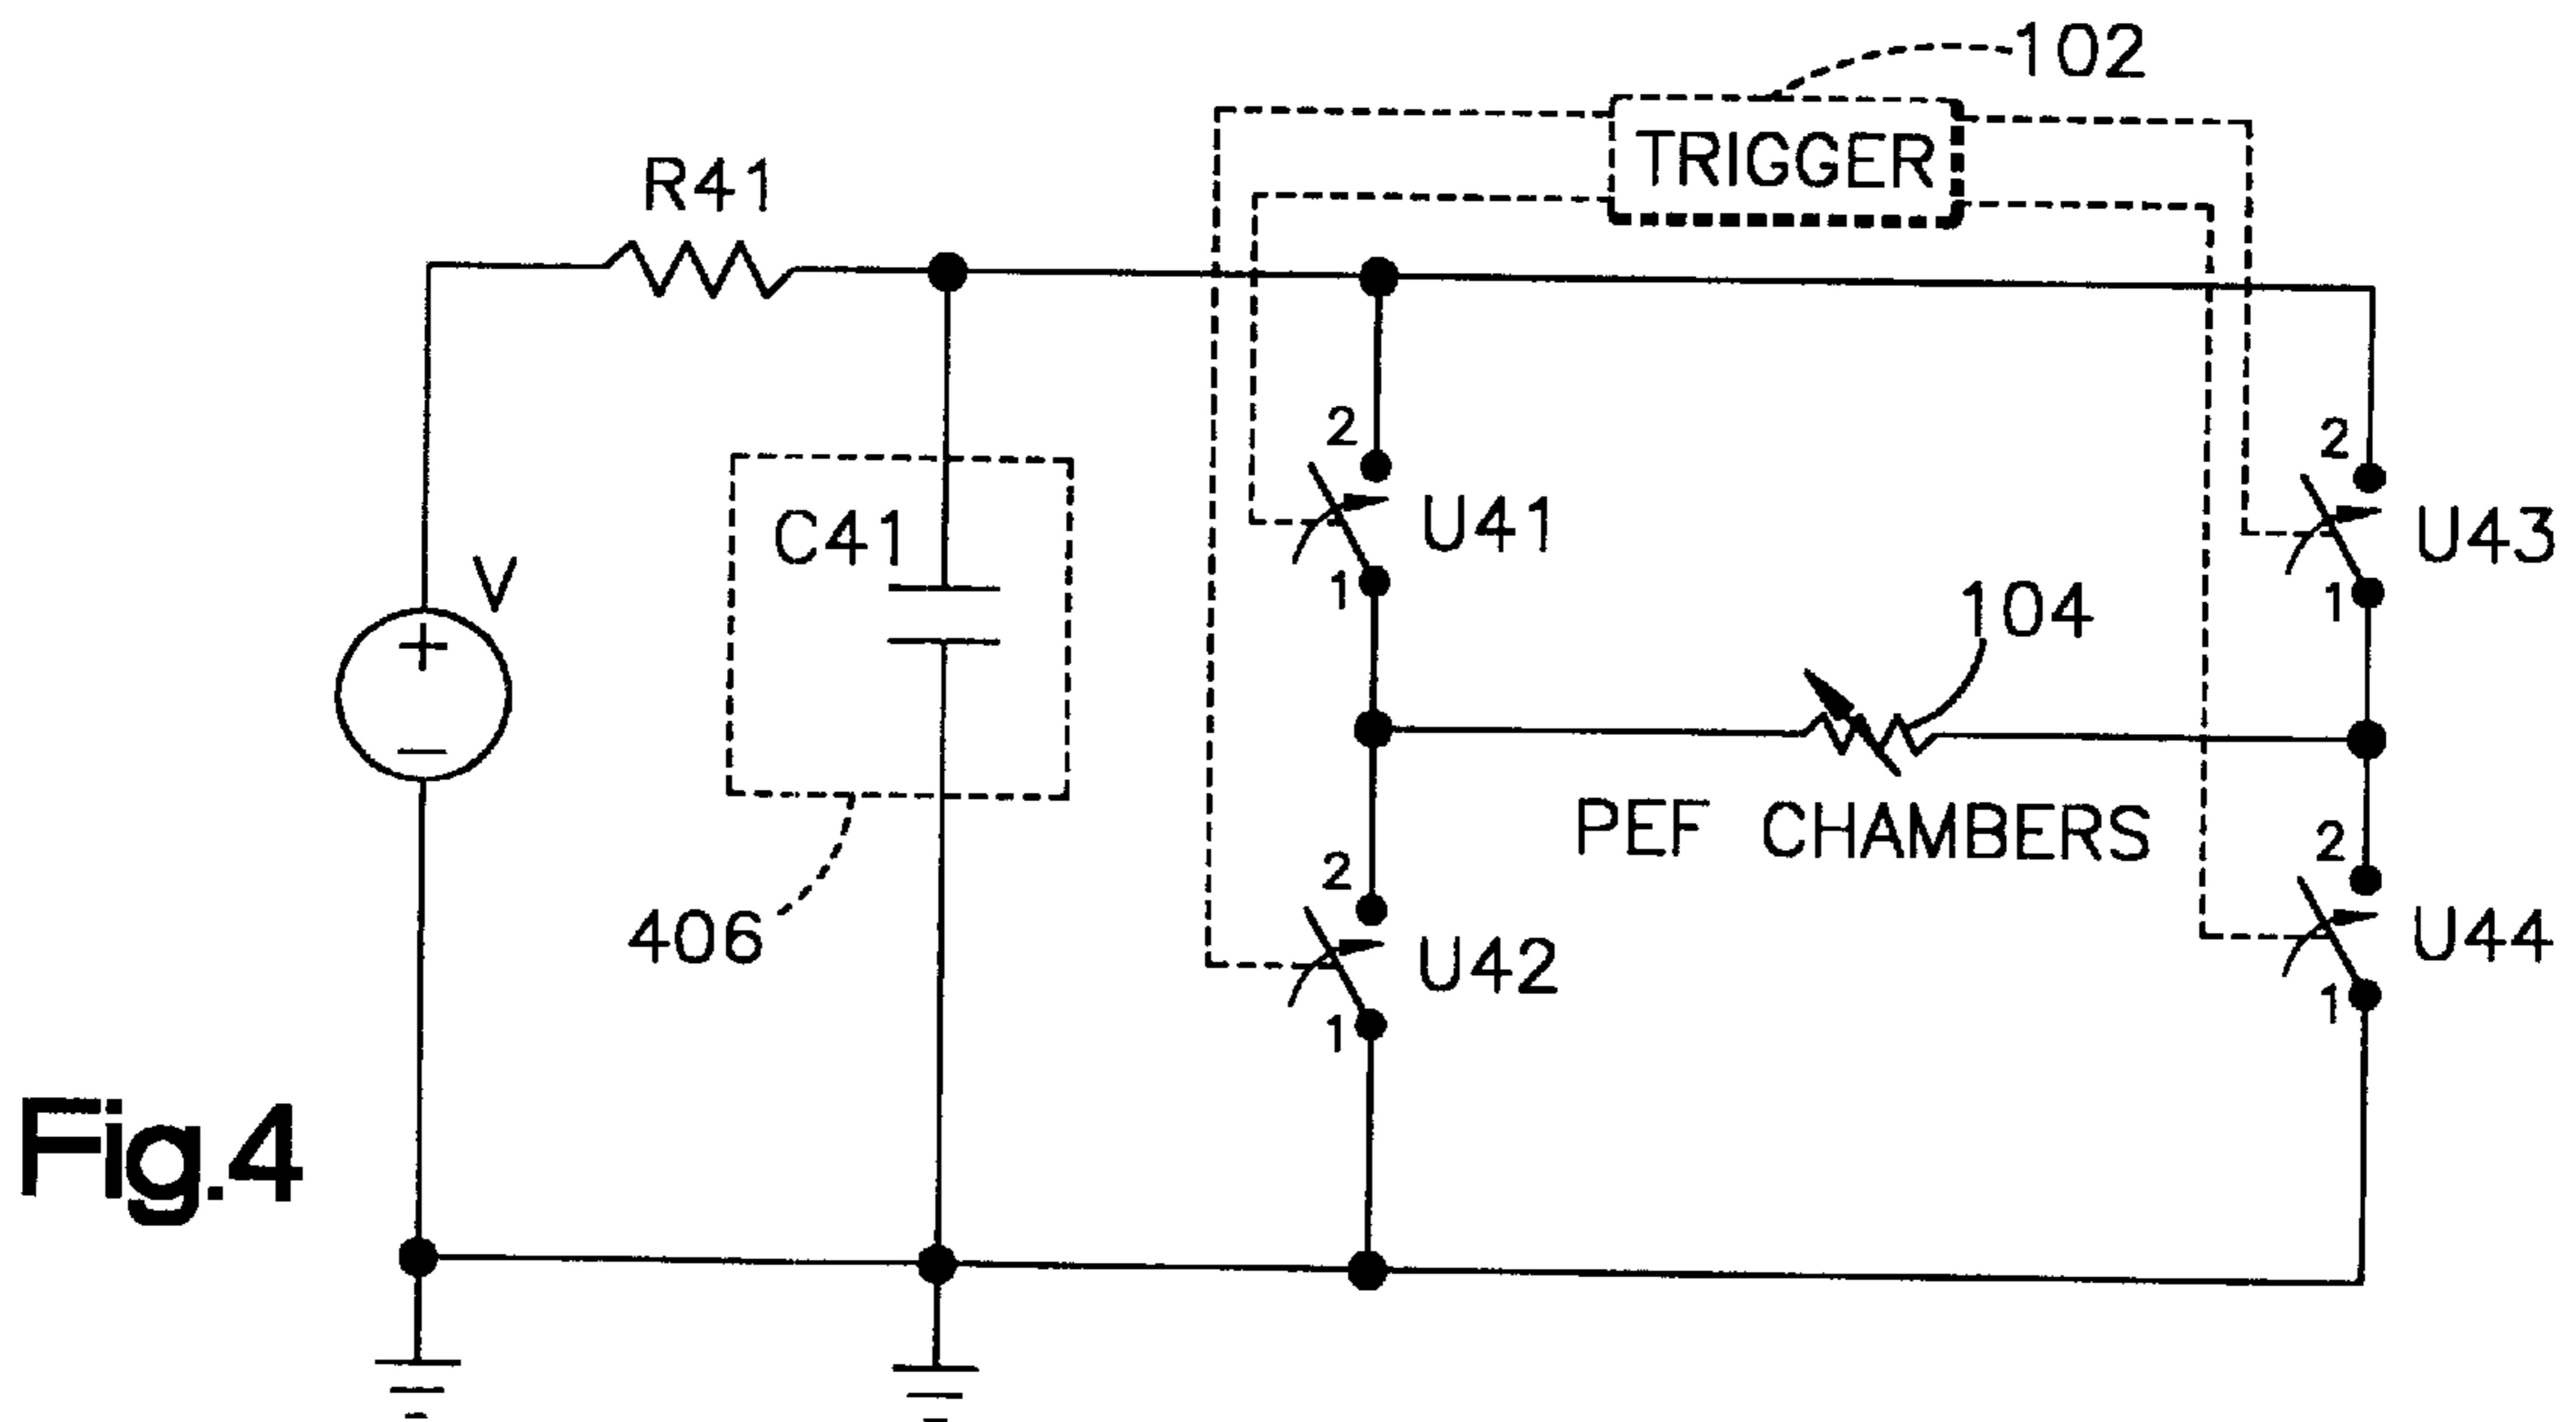 102
TRIGGER
R41
2
2
C41
U41
U43
V
1
1
104
PEF CHAMBERS
2
2
406
U42
U44
1
1
+
−
Fig.4